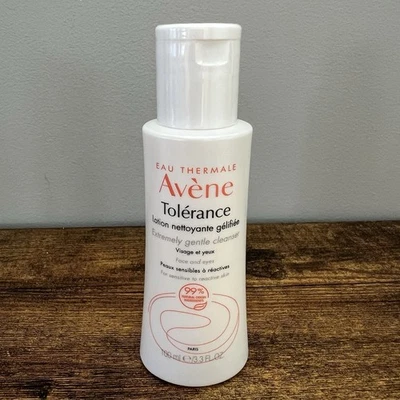 EAU THERMALE
Avène
Tolérance
Lotion nettoyante gélifiée
Extremely gentle cleanser
Visage et yeux
Face and eyes
Peaux sensibles à réactives
For sensitive to reactive skin
99%
PARIS
100 ml e 3.3 FL.OZ.